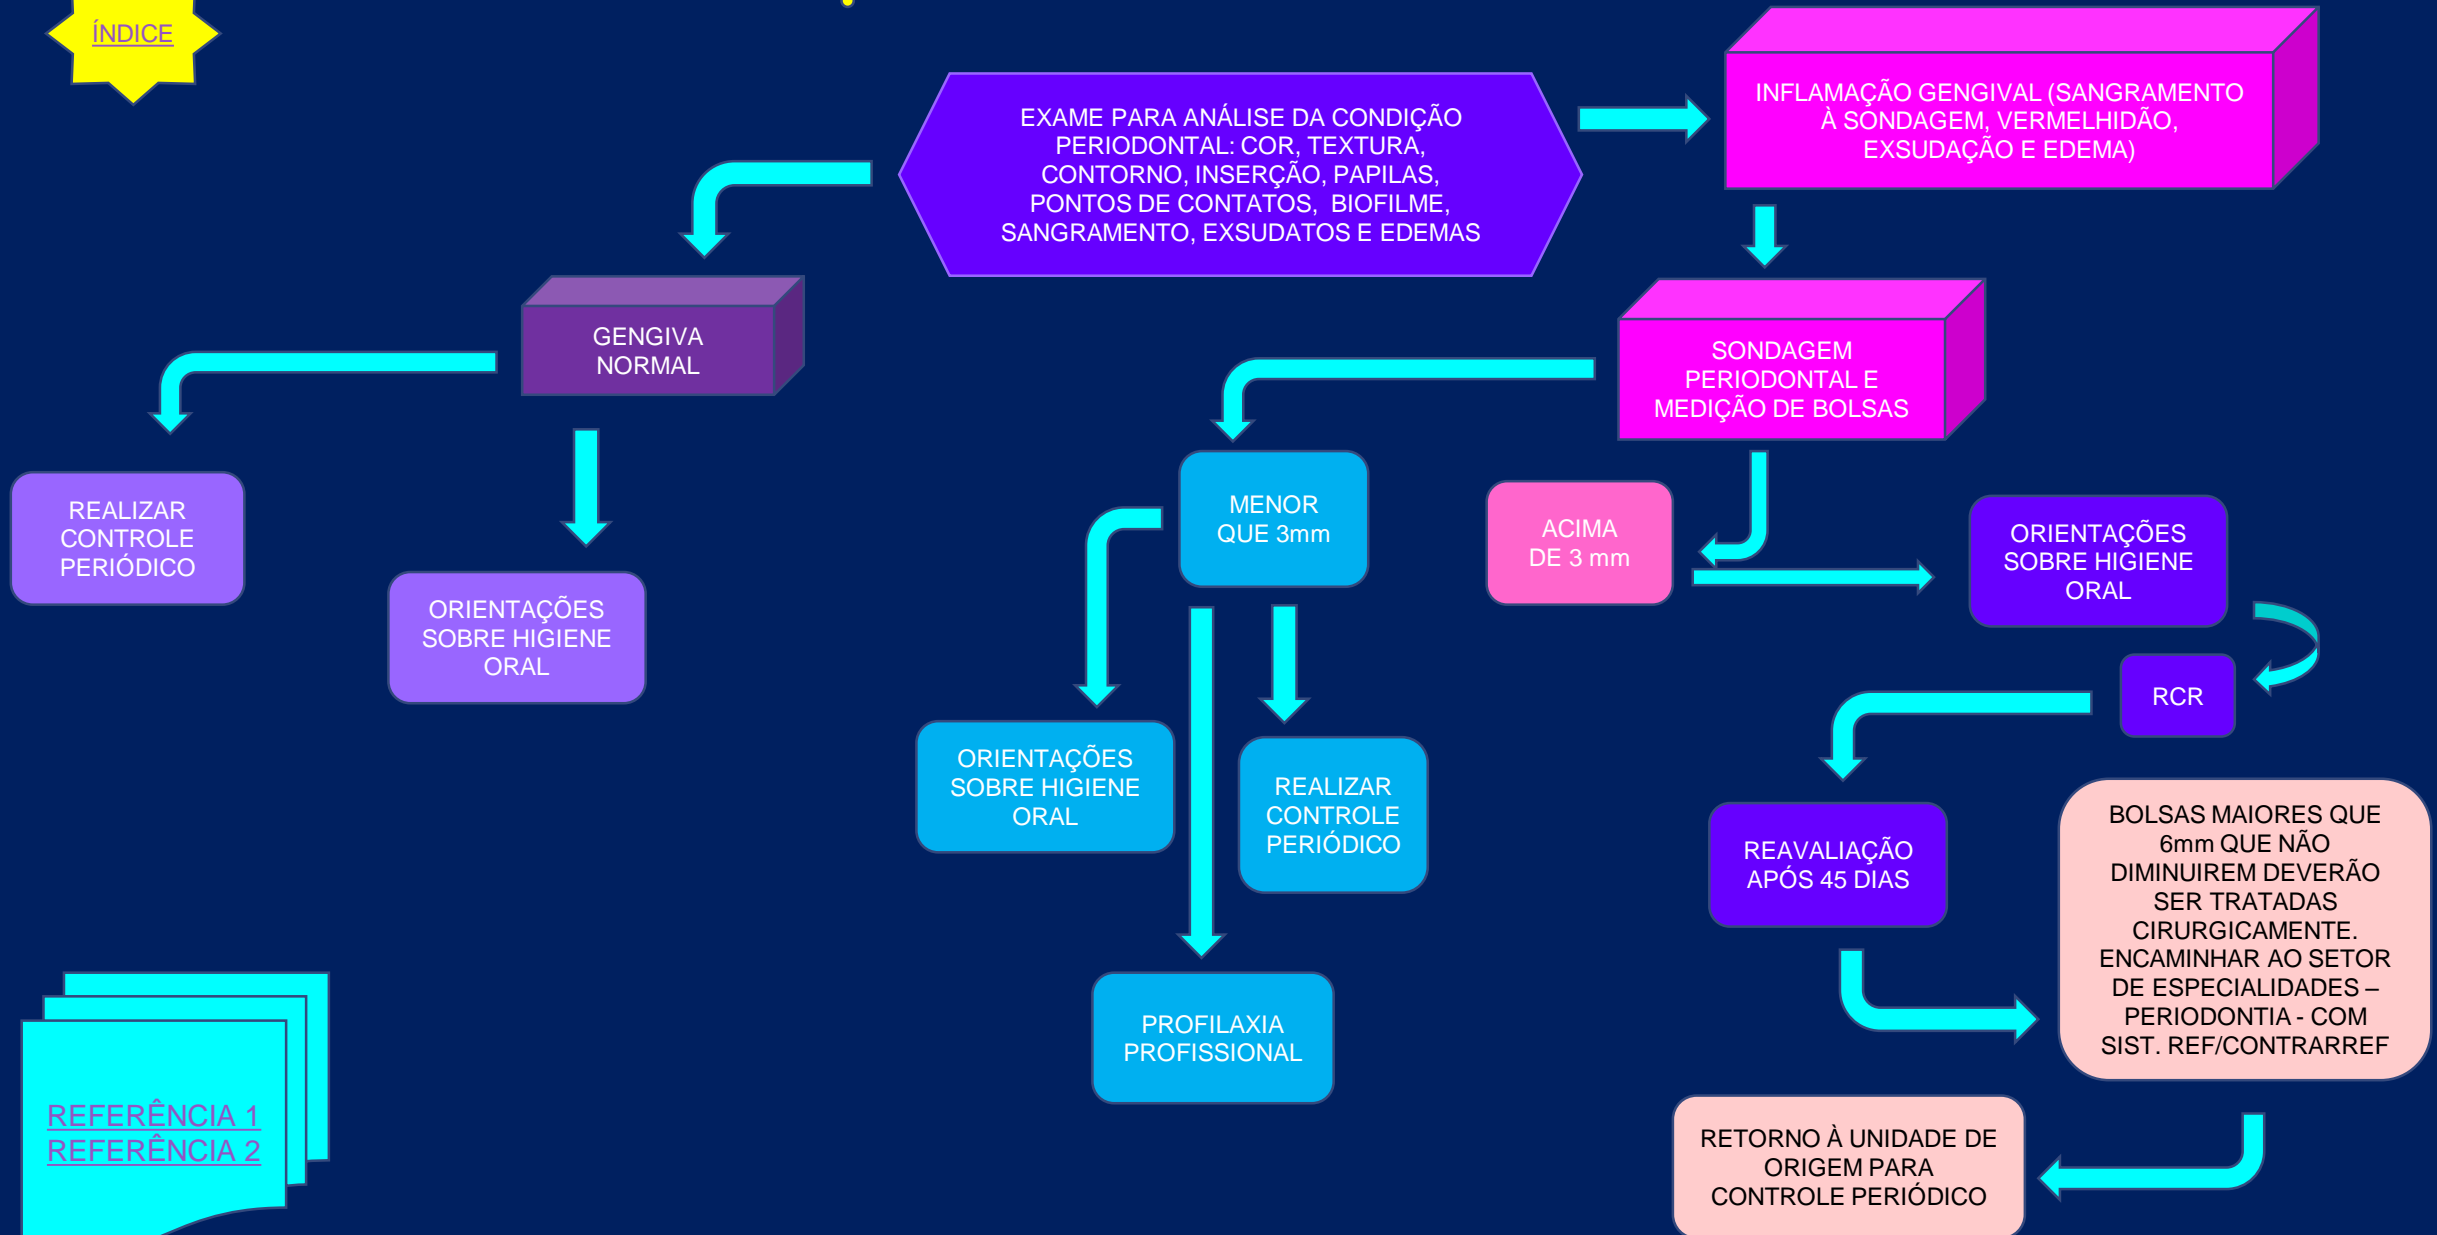 ÍNDICE
EXAME PARA ANÁLISE DA CONDIÇÃO
PERIODONTAL: COR, TEXTURA,
CONTORNO, INSERÇÃO, PAPILAS,
PONTOS DE CONTATOS, BIOFILME,
SANGRAMENTO, EXSUDATOS E EDEMAS
INFLAMAÇÃO GENGIVAL (SANGRAMENTO
À SONDAGEM, VERMELHIDÃO,
EXSUDAÇÃO E EDEMA)
GENGIVA
NORMAL
SONDAGEM
PERIODONTAL E
MEDIÇÃO DE BOLSAS
REALIZAR
CONTROLE
PERIÓDICO
ORIENTAÇÕES
SOBRE HIGIENE
ORAL
MENOR
QUE 3mm
ACIMA
DE 3 mm
ORIENTAÇÕES
SOBRE HIGIENE
ORAL
RCR
ORIENTAÇÕES
SOBRE HIGIENE
ORAL
REALIZAR
CONTROLE
PERIÓDICO
PROFILAXIA
PROFISSIONAL
REAVALIAÇÃO
APÓS 45 DIAS
BOLSAS MAIORES QUE
6mm QUE NÃO
DIMINUIREM DEVERÃO
SER TRATADAS
CIRURGICAMENTE.
ENCAMINHAR AO SETOR
DE ESPECIALIDADES –
PERIODONTIA - COM
SIST. REF/CONTRARREF
RETORNO À UNIDADE DE
ORIGEM PARA
CONTROLE PERIÓDICO
REFERÊNCIA 1
REFERÊNCIA 2